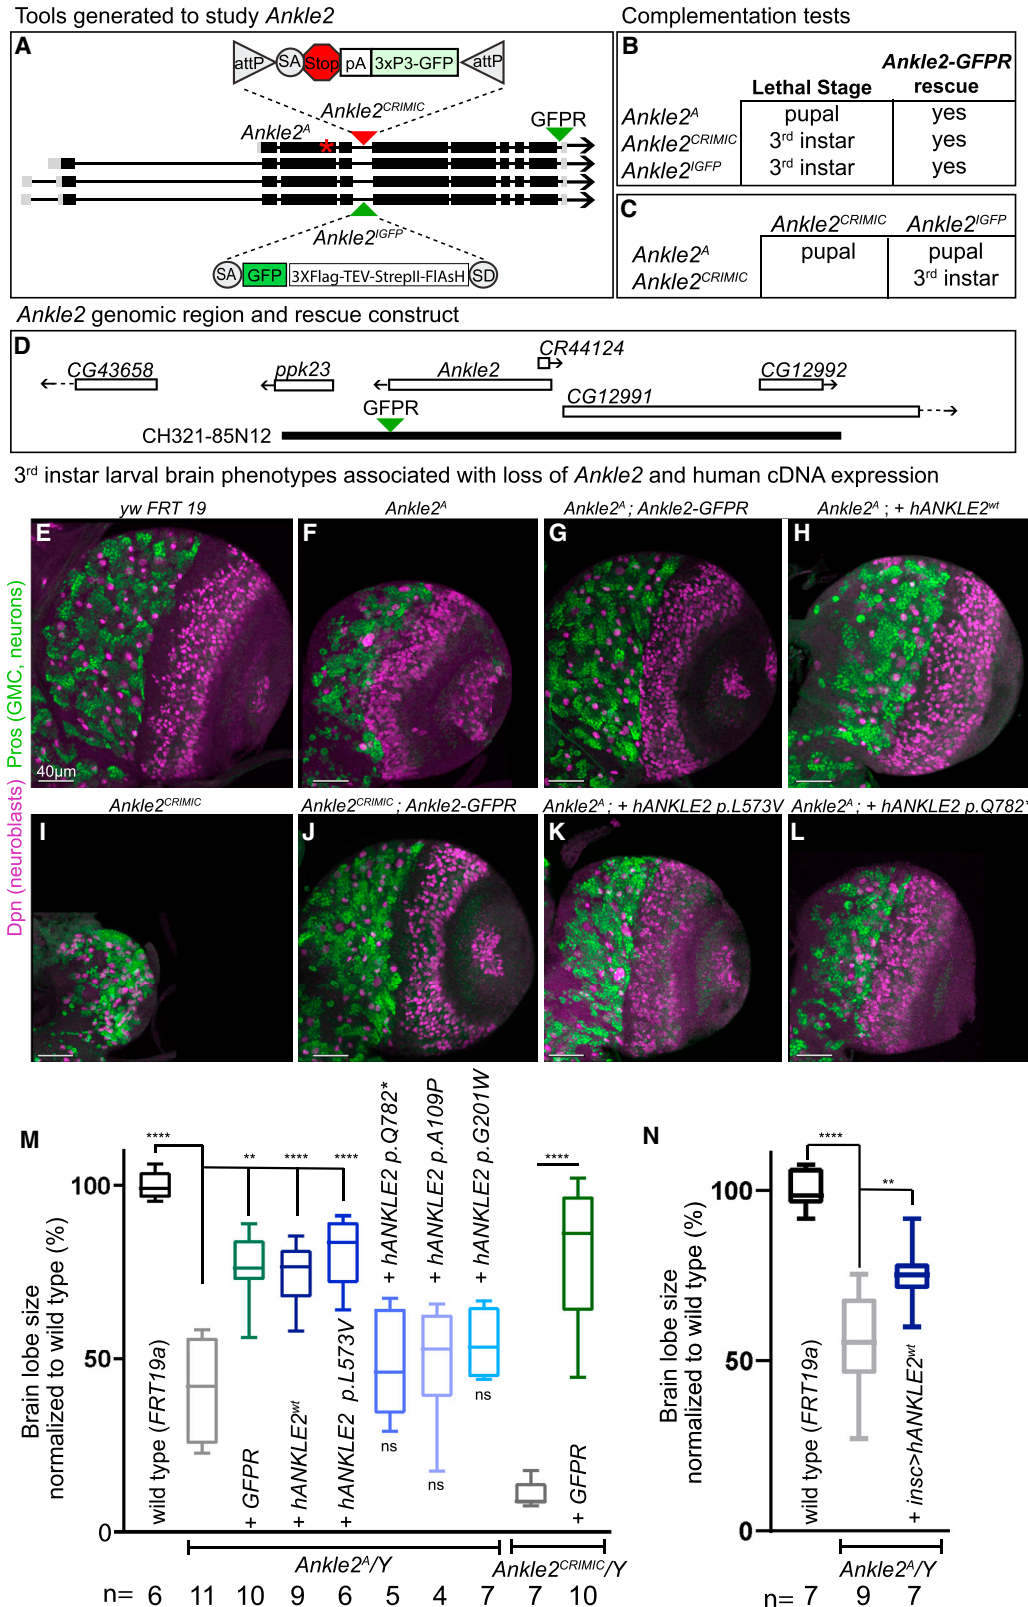 Tools generated to study Ankle2
Complementation tests
A
attP SA Stop pA 3xP3-GFP attP
Ankle2CRIMIC
Ankle2A
GFPR
*
Ankle2IGFP
SA GFP 3XFlag-TEV-StrepII-FlAsH SD
B
Lethal Stage Ankle2-GFPR rescue
Ankle2A pupal yes
Ankle2CRIMIC 3rd instar yes
Ankle2IGFP 3rd instar yes
C
Ankle2CRIMIC Ankle2IGFP
Ankle2A pupal pupal
Ankle2CRIMIC 3rd instar
Ankle2 genomic region and rescue construct
D
CR44124
CG43658 ppk23 Ankle2 CG12992
CG12991
GFPR
CH321-85N12
3rd instar larval brain phenotypes associated with loss of Ankle2 and human cDNA expression
Dpn (neuroblasts) Pros (GMC, neurons)
yw FRT 19 Ankle2A Ankle2A; Ankle2-GFPR Ankle2A; + hANKLE2wt
E F G H
40µm
Ankle2CRIMIC Ankle2CRIMIC; Ankle2-GFPR Ankle2A; + hANKLE2 p.L573V Ankle2A; + hANKLE2 p.Q782*
I J K L
M
Brain lobe size
normalized to wild type (%)
100
50
0
**** ** **** **** ****
wild type (FRT19a)
+ GFPR
+ hANKLE2wt
+ hANKLE2 p.L573V
+ hANKLE2 p.Q782*
+ hANKLE2 p.A109P
+ hANKLE2 p.G201W
+ GFPR
ns ns ns
Ankle2A/Y Ankle2CRIMIC/Y
n= 6 11 10 9 6 5 4 7 7 10
N
Brain lobe size
normalized to wild type (%)
100
50
0
**** **
wild type (FRT19a)
+ insc>hANKLE2wt
Ankle2A/Y
n= 7 9 7